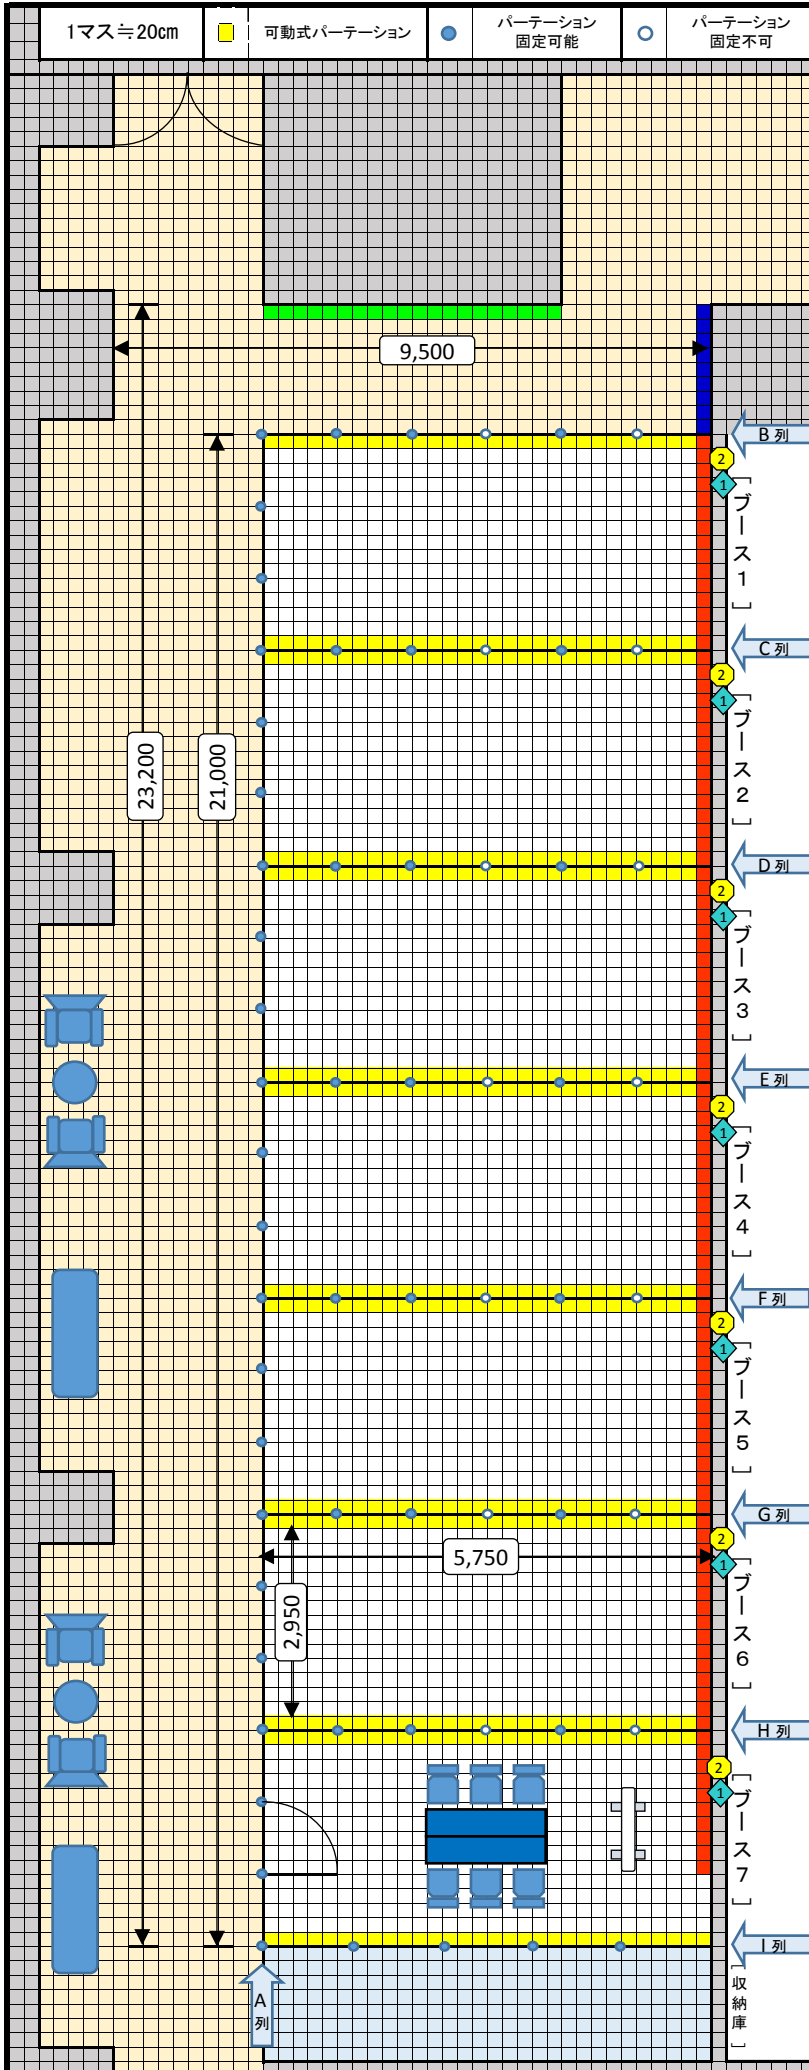 1マス≒20cm
可動式パーテーション
パーテーション
固定可能
パーテーション
固定不可
9,500
B 列
2
1
[ブース1]
C 列
2
1
[ブース2]
23,200
21,000
D 列
2
1
[ブース3]
E 列
2
1
[ブース4]
F 列
2
1
[ブース5]
G 列
5,750
2
1
[ブース6]
2,950
H 列
2
1
[ブース7]
I 列
A
列
[収納庫]